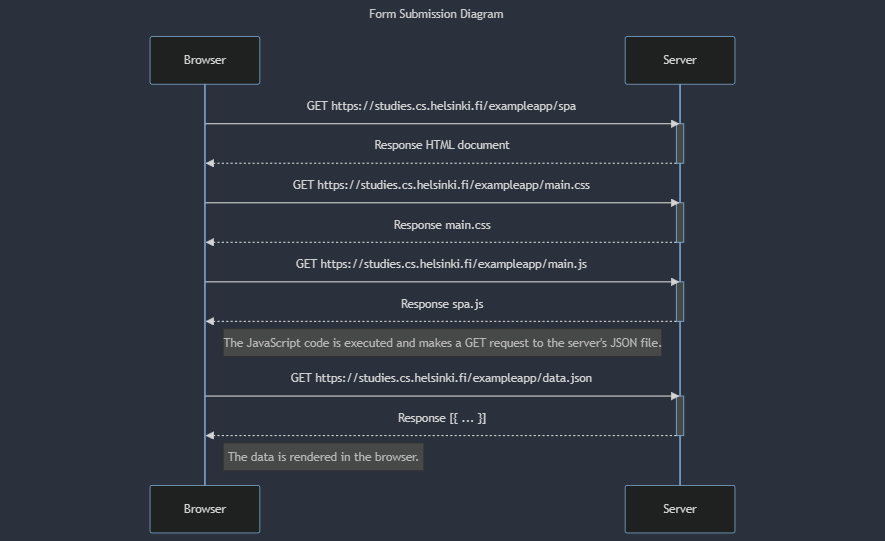 Form Submission Diagram
Browser
Server
GET https://studies.cs.helsinki.fi/exampleapp/spa
Response HTML document
GET https://studies.cs.helsinki.fi/exampleapp/main.css
Response main.css
GET https://studies.cs.helsinki.fi/exampleapp/main.js
Response spa.js
The JavaScript code is executed and makes a GET request to the server's JSON file.
GET https://studies.cs.helsinki.fi/exampleapp/data.json
Response [{ ... }]
The data is rendered in the browser.
Browser
Server